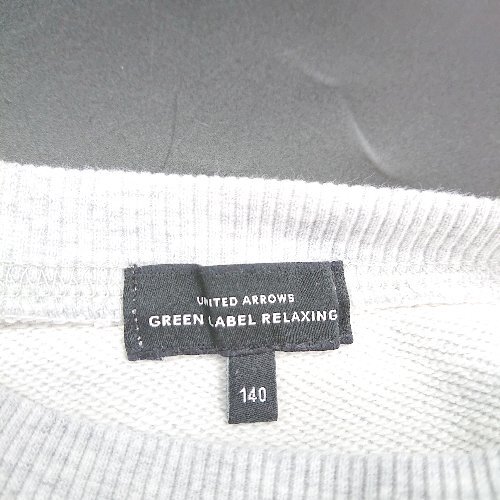 UNITED ARROWS
GREEN LABEL RELAXING
140